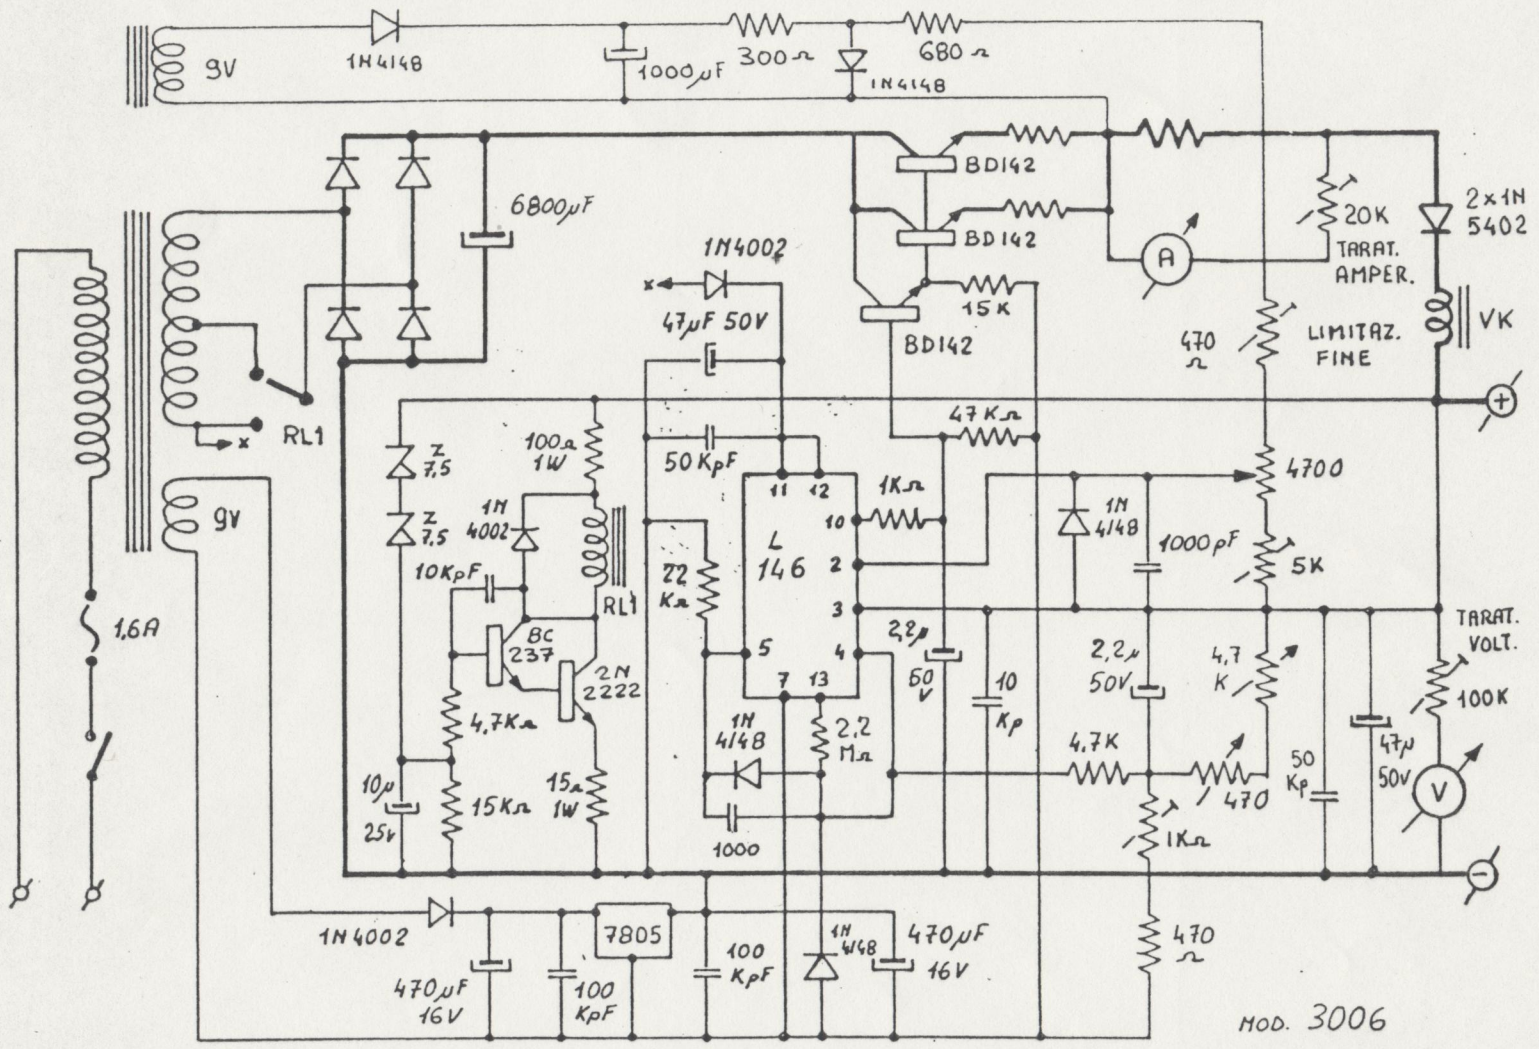 9V
1N4148
1000µF
300Ω
1N4148
680Ω
6800µF
BD142
BD142
BD142
15K
A
20K
TARAT.
AMPER.
2x1N
5402
VK
LIMITAZ.
FINE
470
Ω
+
1N4002
x
47µF 50V
RL1
x
9V
1,6A
Z
7,5
Z
7,5
100Ω
1W
1N
4002
10KpF
RL1
BC
237
2N
2222
4,7KΩ
15KΩ
15Ω
1W
10µ
25V
50KpF
22
KΩ
L
146
11
12
10
2
3
4
5
7
13
1KΩ
47KΩ
4700
1N
4148
1000pF
5K
2,2µ
50
V
10
Kp
2,2µ
50V
4,7
K
TARAT.
VOLT.
100K
1N
4148
2,2
MΩ
1000
4,7K
470
1KΩ
50
Kp
47µ
50V
V
-
1N4002
470µF
16V
100
KpF
7805
100
KpF
1N
4148
470µF
16V
470
Ω
MOD. 3006